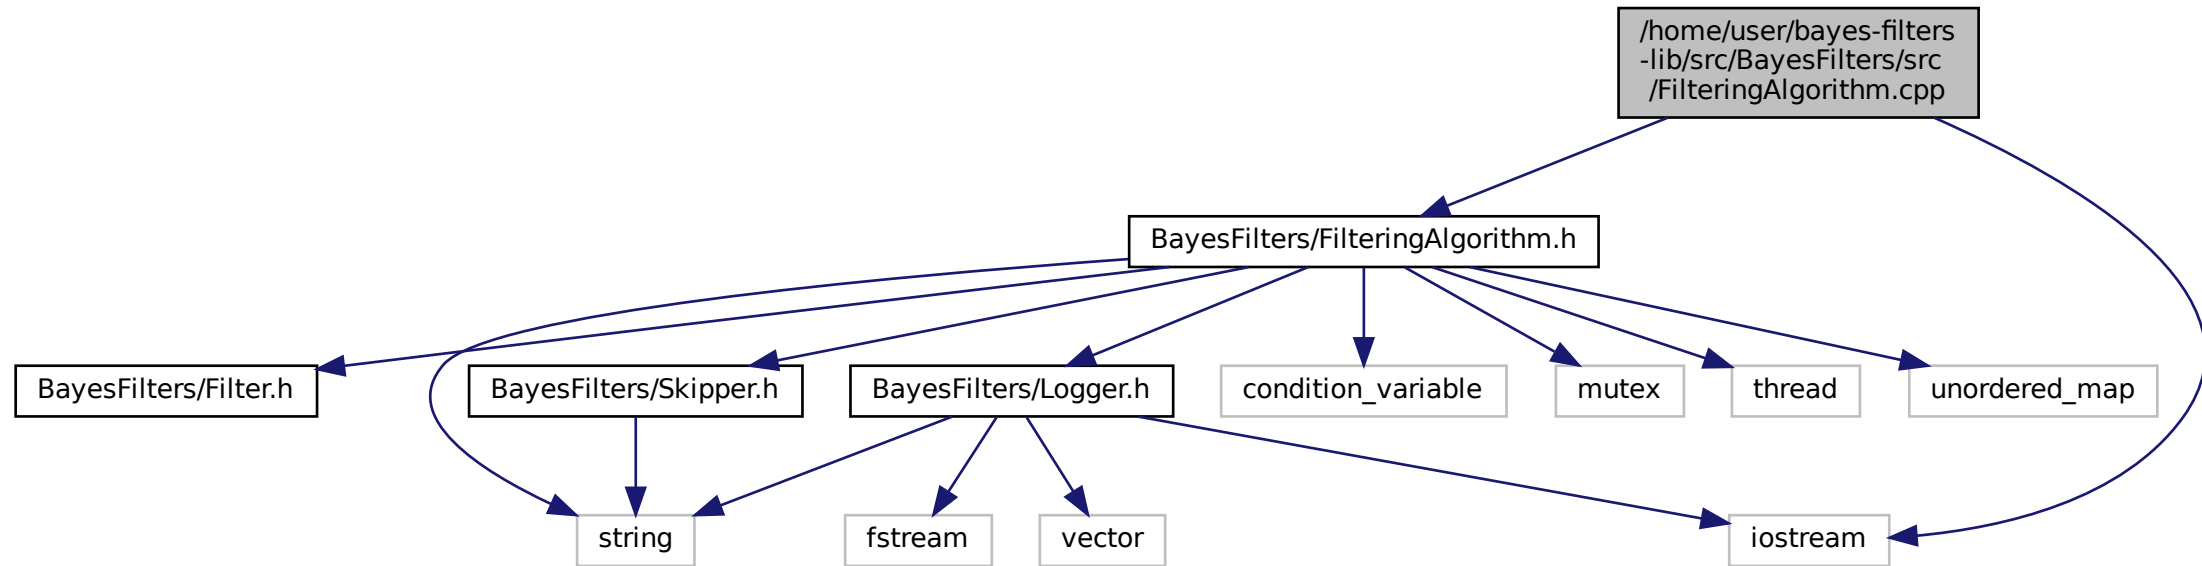 /home/user/bayes-filters
-lib/src/BayesFilters/src
/FilteringAlgorithm.cpp
BayesFilters/FilteringAlgorithm.h
BayesFilters/Filter.h
BayesFilters/Skipper.h
BayesFilters/Logger.h
condition_variable
mutex
thread
unordered_map
string
fstream
vector
iostream